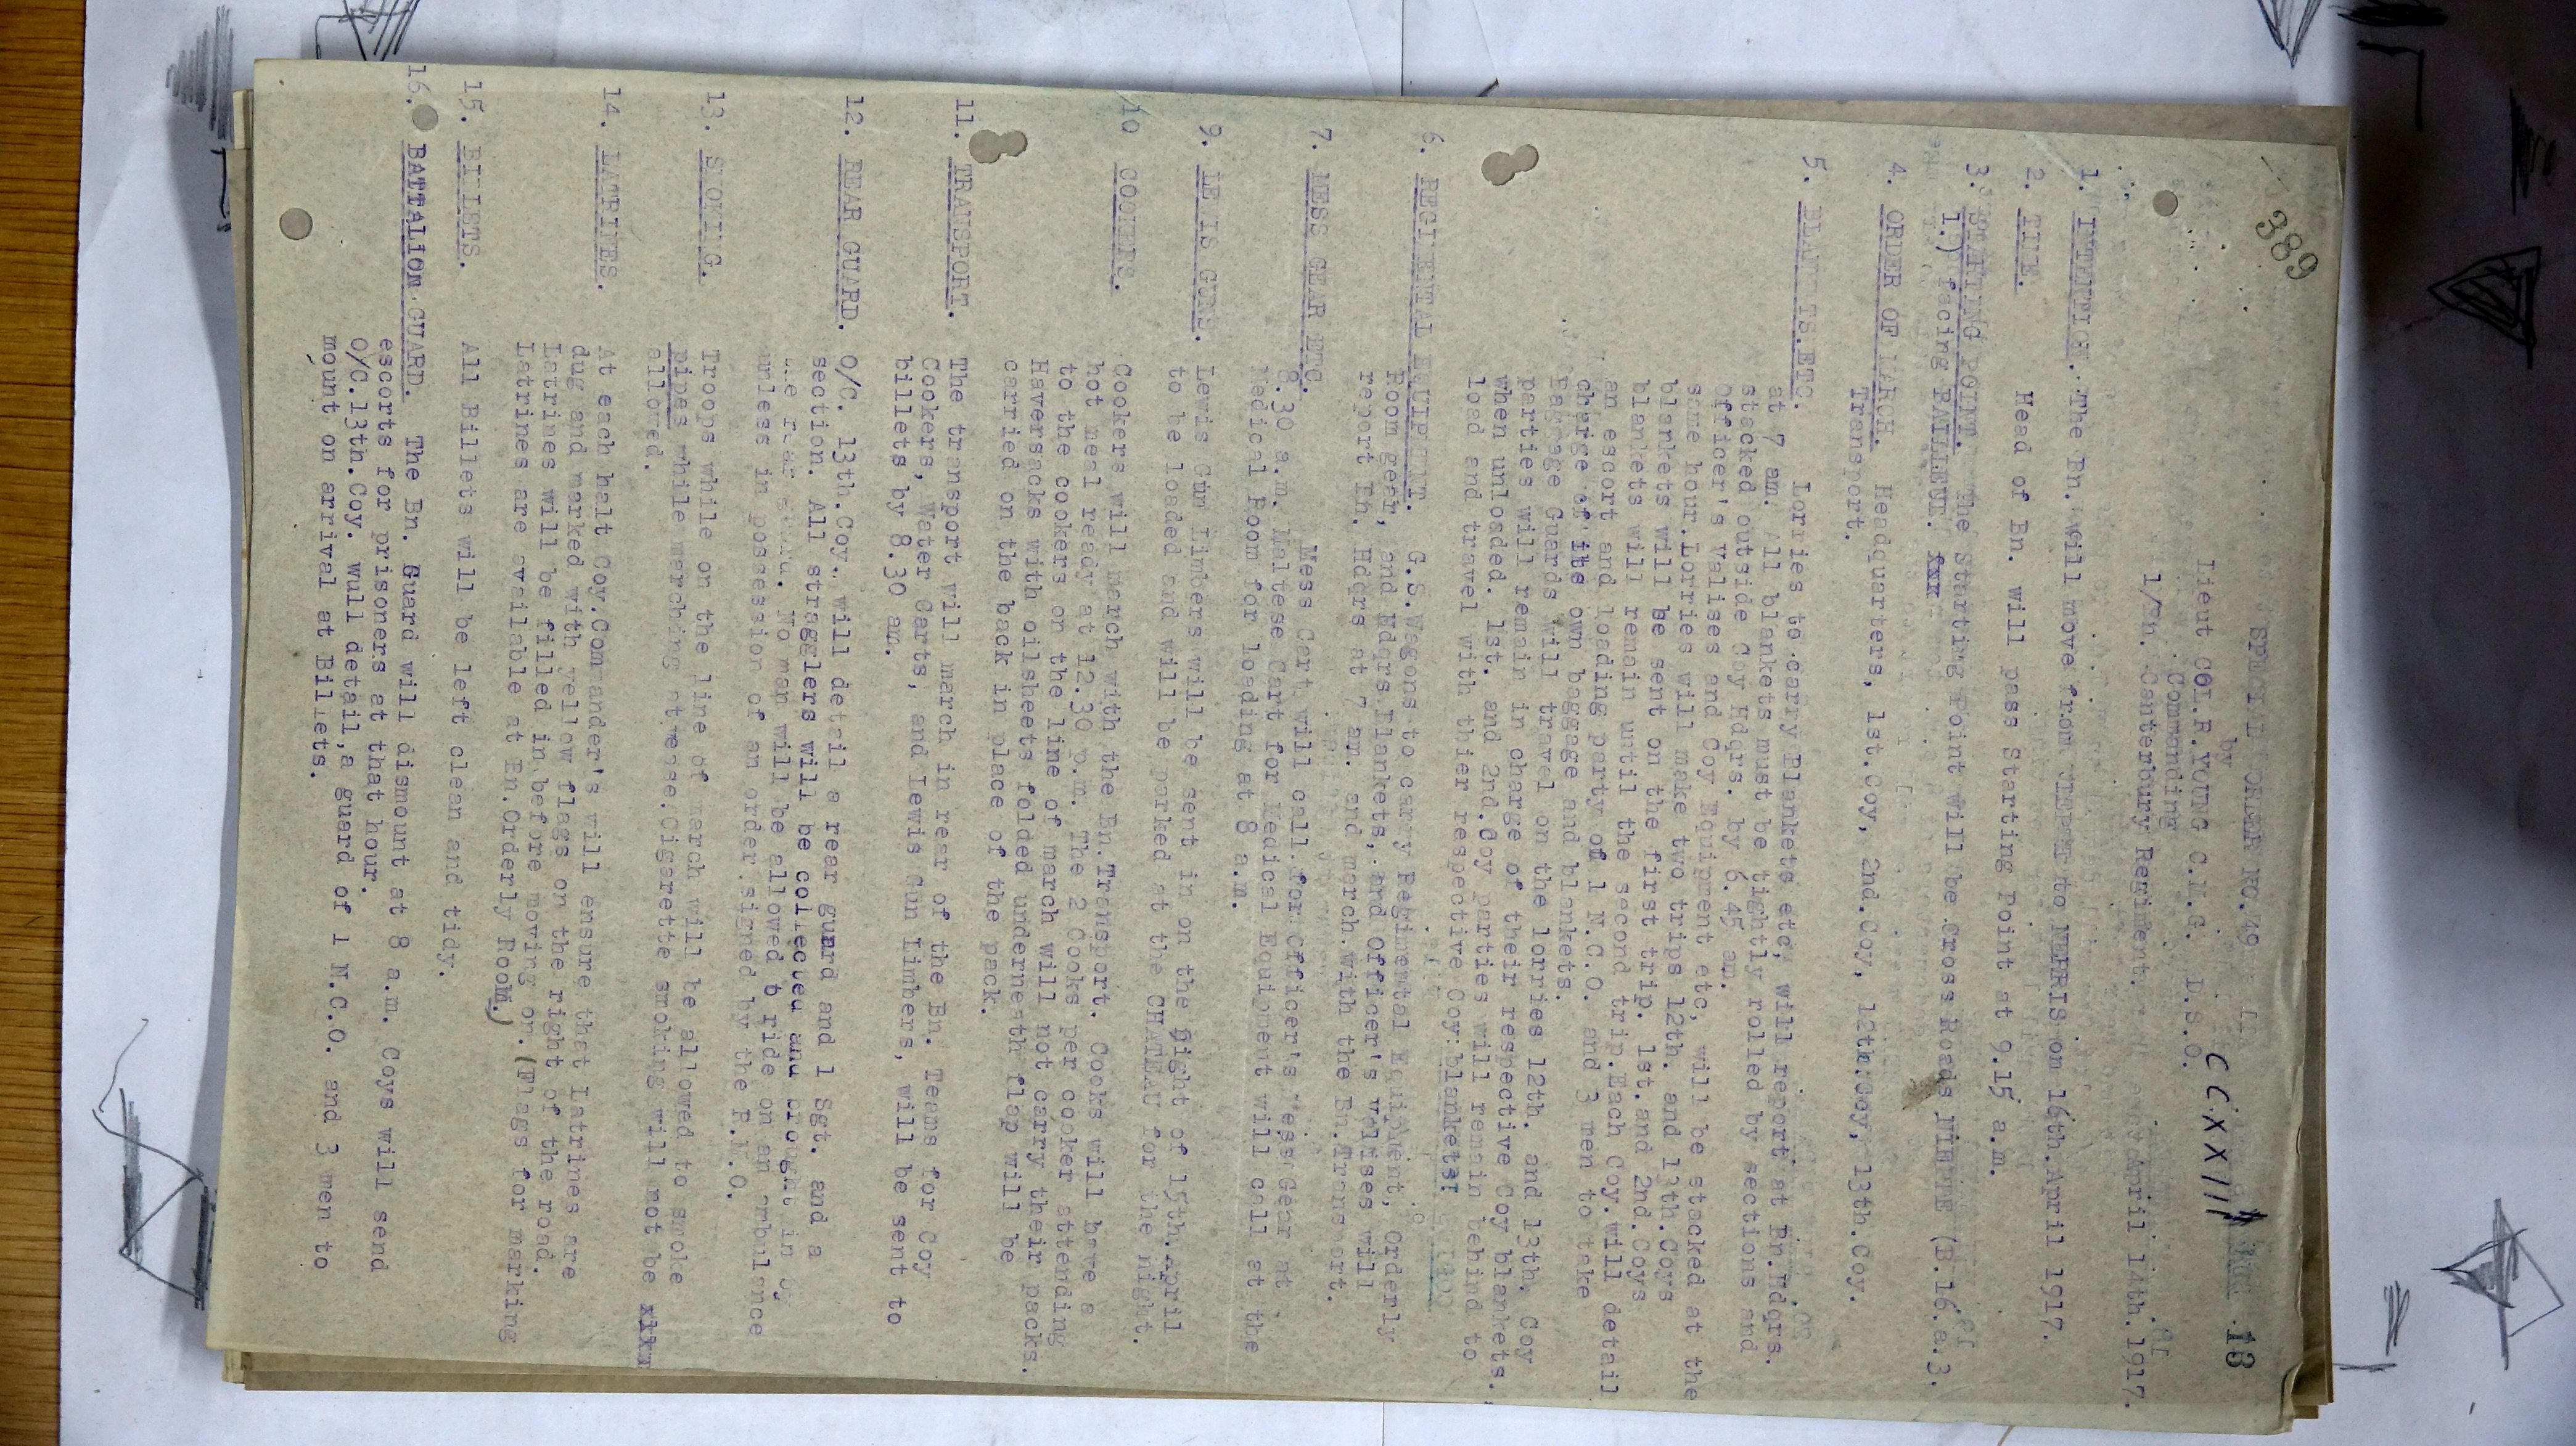 389
SPECIAL ORDER NO.49
18
by
CCXXIII
Lieut COL.R.YOUNG C.M.G. D.S.O.
Commanding
1/Bn. Canterbury Regiment.
April 14th.1917.
1. INTENTION. The Bn. will move from to MERRIS on 16th.April 1917.
2. TIME. Head of Bn. will pass Starting Point at 9.15 a.m.
3. STARTING POINT. The Starting Point will be Cross Roads NIEPPE (B.16.a.3.
1.) facing BAILLEUL.
4. ORDER OF MARCH. Headquarters, 1st.Coy, 2nd.Coy, 12th.Coy, 13th.Coy.
Transport.
5. BLANKETS.ETC. Lorries to carry Blankets etc, will report at Bn.Hdqrs.
at 7 am. All blankets must be tightly rolled by sections and
stacked outside Coy Hdqrs. by 6.45 am.
Officer's Valises and Coy Equipment etc, will be stacked at the
same hour.Lorries will make two trips 12th. and 13th.Coys
blankets will be sent on the first trip. 1st.and 2nd.Coys
blankets will remain until the second trip.Each Coy.will detail
an escort and loading party of 1 N.C.O. and 3 men to take
charge of its own baggage and blankets.
Baggage Guards will travel on the lorries 12th. and 13th. Coy
parties will remain in charge of their respective Coy blankets.
when unloaded. 1st. and 2nd.Coy parties will remain behind to
load and travel with thier respective Coy blankets.
6. REGIMENTAL EQUIPMENT. G.S.Wagons to carry Regimental Equipment, Orderly
Room gear, and Hdqrs.Blankets, and Officer's valises will
report Bn. Hdqrs at 7 am. and march with the Bn.Transport.
7. MESS GEAR ETC. Mess Cart will call for Officer's Mess Gear at
8.30 a.m. Maltese Cart for Medical Equipment will call at the
Medical Room for loading at 8 a.m.
9. LEWIS GUNS. Lewis Gun Limbers will be sent in on the night of 15th.April
to be loaded and will be parked at the CHATEAU for the night.
10 COOKERS. Cookers will march with the Bn.Transport. Cooks will have a
hot meal ready at 12.30 p.m. The 2 Cooks per cooker attending
to the cookers on the line of march will not carry their packs.
Haversacks with oilsheets folded underneath flap will be
carried on the back in place of the pack.
11. TRANSPORT. The transport will march in rear of the Bn. Teams for Coy
Cookers, Water Carts, and Lewis Gun Limbers, will be sent to
billets by 8.30 am.
12. REAR GUARD. O/C. 13th.Coy. will detail a rear guard and 1 Sgt. and a
section. All stragglers will be collected and brought in by
the rear guard. No man will be allowed t ride on an ambulance
unless in possession of an order signed by the R.M.O.
13. SMOKING. Troops while on the line of march will be allowed to smoke
pipes while marching at ease.Cigarette smoking will not be
allowed.
14. LATRINES. At each halt Coy.Commander's will ensure that Latrines are
dug and marked with yellow flags on the right of the road.
Latrines will be filled in before moving on.(Flags for marking
Latrines are available at Bn.Orderly Room.)
15. BILLETS. All Billets will be left clean and tidy.
16. BATTALION GUARD. The Bn. Guard will dismount at 8 a.m. Coys will send
escorts for prisoners at that hour.
O/C.13th.Coy. wull detail,a guard of 1 N.C.O. and 3 men to
mount on arrival at Billets.